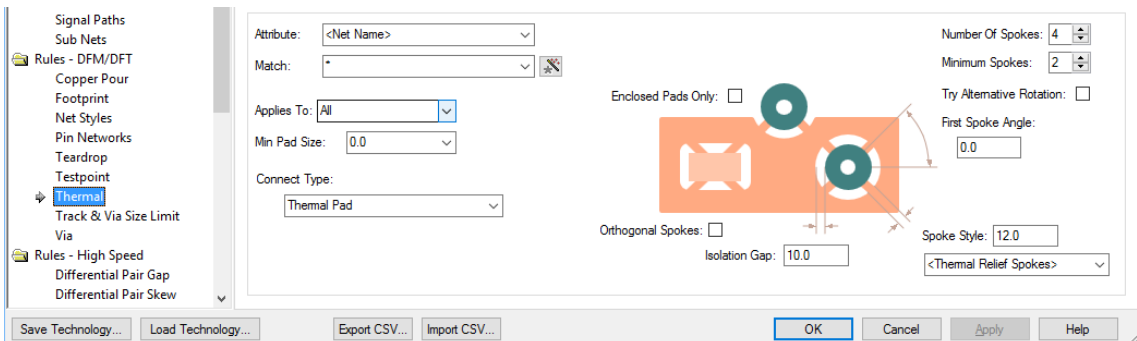 Signal Paths
Sub Nets
Rules - DFM/DFT
Copper Pour
Footprint
Net Styles
Pin Networks
Teardrop
Testpoint
Thermal
Track & Via Size Limit
Via
Rules - High Speed
Differential Pair Gap
Differential Pair Skew
Attribute: <Net Name>
Match: *
Applies To: All
Min Pad Size: 0.0
Connect Type:
Thermal Pad
Enclosed Pads Only:
Orthogonal Spokes:
Isolation Gap: 10.0
Number Of Spokes: 4
Minimum Spokes: 2
Try Alternative Rotation:
First Spoke Angle:
0.0
Spoke Style: 12.0
<Thermal Relief Spokes>
Save Technology... Load Technology... Export CSV... Import CSV... OK Cancel Apply Help